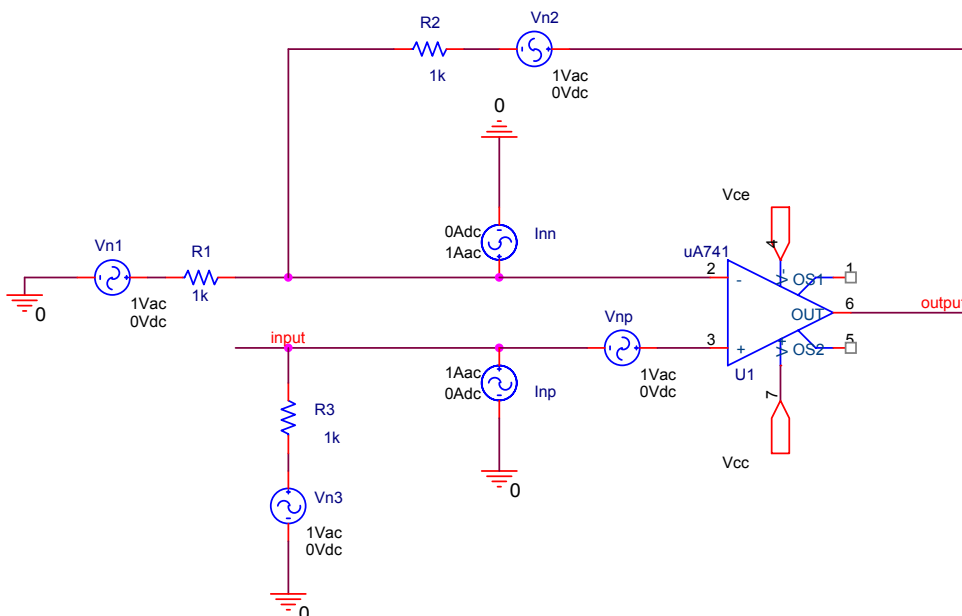 R2
Vn2
1k
1Vac
0Vdc
0
Vce
0Adc
1Aac
Inn
uA741
4
Vn1
R1
2
-
V-
OS1
1
1Vac
0Vdc
1k
0
OUT
6
output
input
Vnp
3
+
V+
OS2
5
U1
1Vac
0Vdc
1Aac
0Adc
Inp
7
R3
1k
Vcc
0
Vn3
1Vac
0Vdc
0